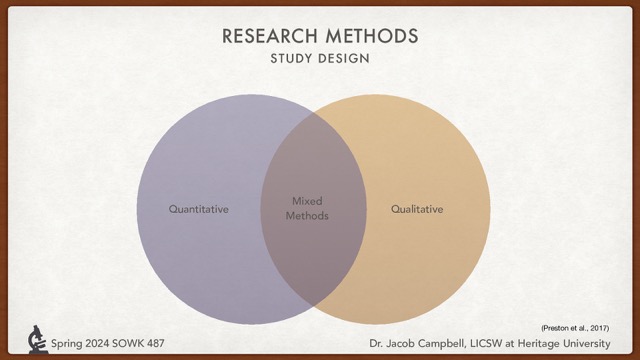 RESEARCH METHODS
STUDY DESIGN
Quantitative
Mixed
Methods
Qualitative
(Preston et al., 2017)
Spring 2024 SOWK 487
Dr. Jacob Campbell, LICSW at Heritage University